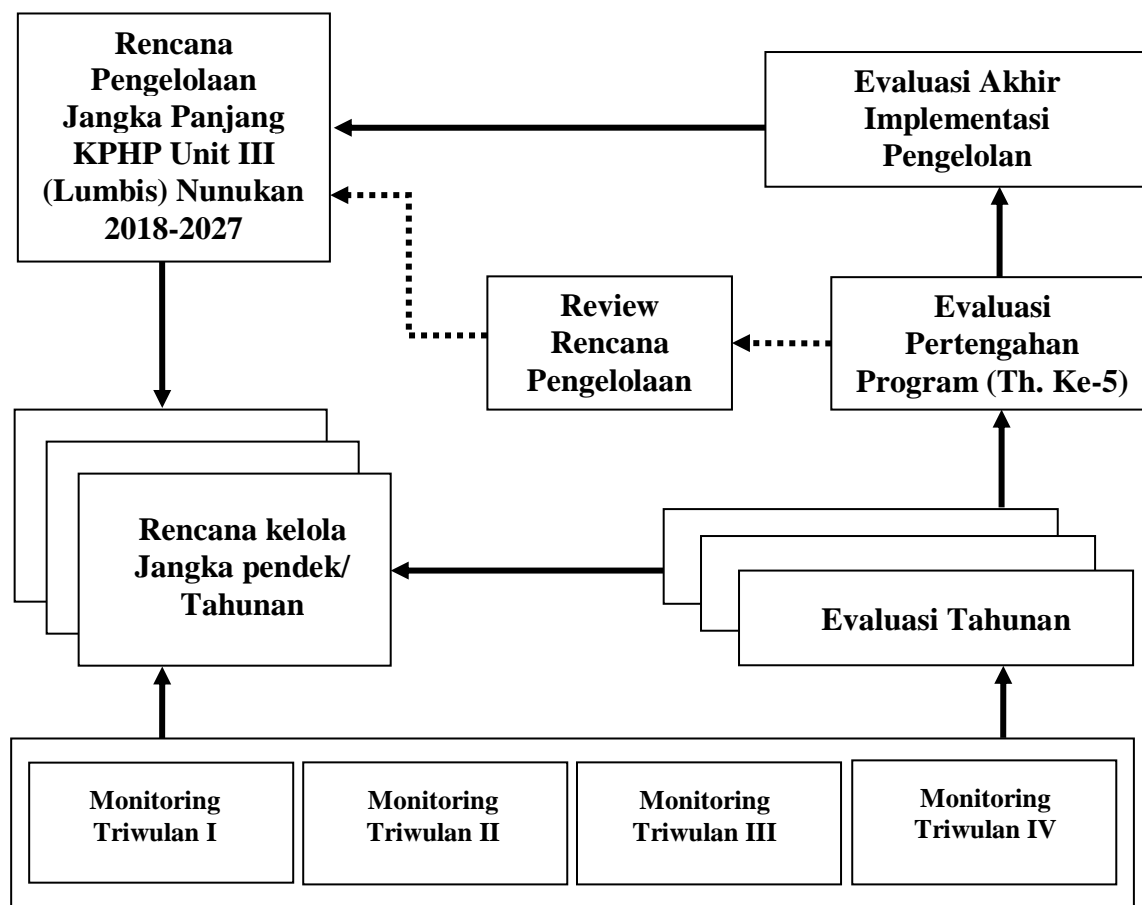 Rencana
Pengelolaan
Jangka Panjang
KPHP Unit III
(Lumbis) Nunukan
2018-2027
Evaluasi Akhir
Implementasi
Pengelolan
Review
Rencana
Pengelolaan
Evaluasi
Pertengahan
Program (Th. Ke-5)
Rencana kelola
Jangka pendek/
Tahunan
Evaluasi Tahunan
Monitoring
Triwulan I
Monitoring
Triwulan II
Monitoring
Triwulan III
Monitoring
Triwulan IV